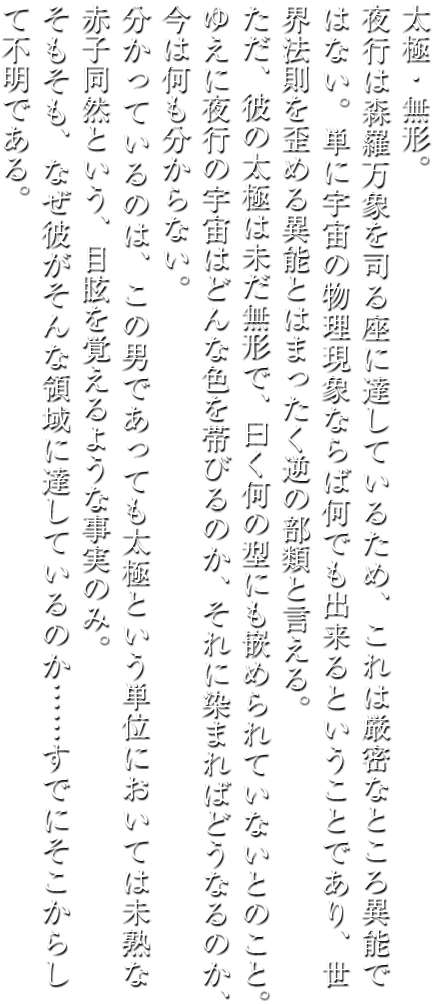 太極・無形。
夜行は森羅万象を司る座に達しているため、これは厳密なところ異能で
はない。単に宇宙の物理現象ならば何でも出来るということであり、世
界法則を歪める異能とはまったく逆の部類と言える。
ただ、彼の太極は未だ無形で、曰く何の型にも嵌められていないとのこと。
ゆえに夜行の宇宙はどんな色を帯びるのか、それに染まればどうなるのか、
今は何も分からない。
分かっているのは、この男であっても太極という単位においては未熟な
赤子同然という、目眩を覚えるような事実のみ。
そもそも、なぜ彼がそんな領域に達しているのか……すでにそこからし
て不明である。